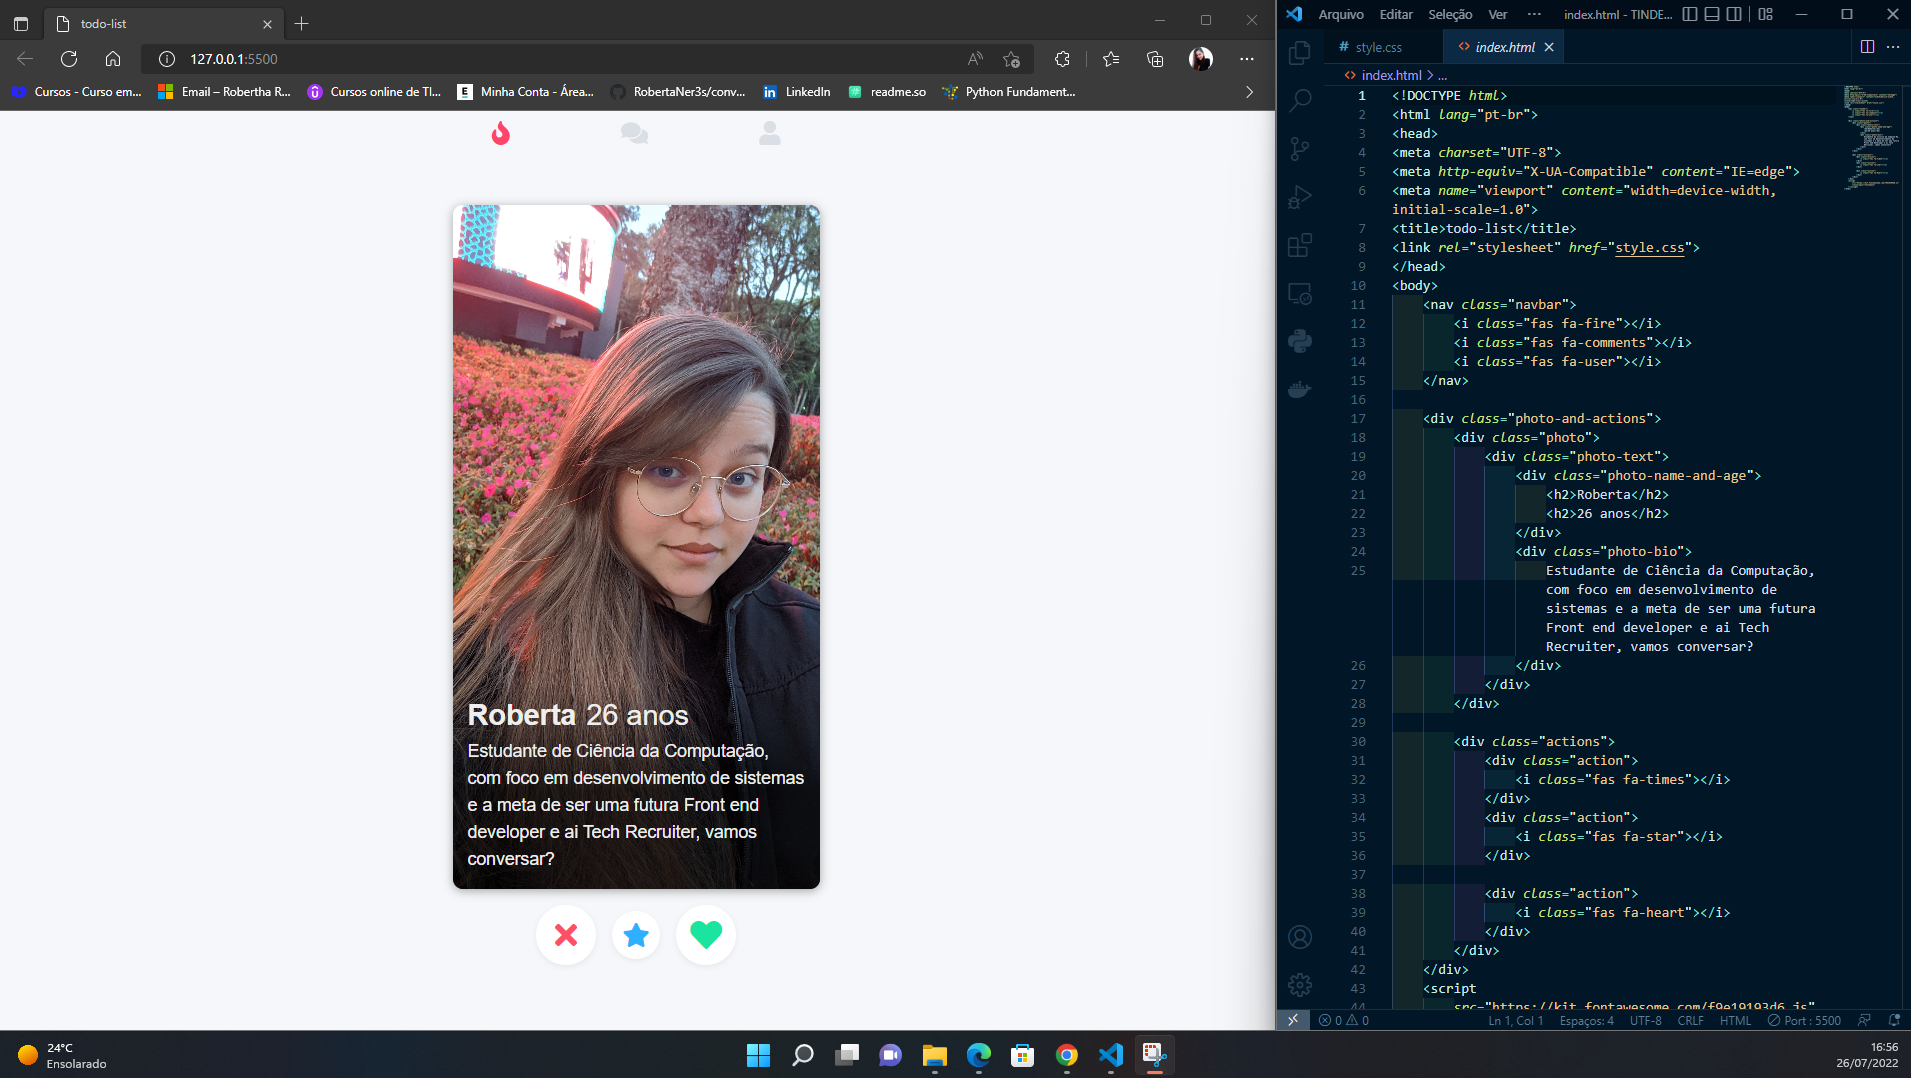 todo-list
127.0.0.1:5500
Cursos - Curso em...
Email – Robertha R...
Cursos online de TI...
Minha Conta - Área...
RobertaNer3s/conv...
LinkedIn
readme.so
Python Fundament...
Roberta 26 anos
Estudante de Ciência da Computação,
com foco em desenvolvimento de sistemas
e a meta de ser uma futura Front end
developer e ai Tech Recruiter, vamos
conversar?
Arquivo Editar Seleção Ver ... index.html - TINDE...
# style.css
<> index.html
<> index.html > ...
1 <!DOCTYPE html>
2 <html lang="pt-br">
3 <head>
4 <meta charset="UTF-8">
5 <meta http-equiv="X-UA-Compatible" content="IE=edge">
6 <meta name="viewport" content="width=device-width,
initial-scale=1.0">
7 <title>todo-list</title>
8 <link rel="stylesheet" href="style.css">
9 </head>
10 <body>
11 <nav class="navbar">
12 <i class="fas fa-fire"></i>
13 <i class="fas fa-comments"></i>
14 <i class="fas fa-user"></i>
15 </nav>
16
17 <div class="photo-and-actions">
18 <div class="photo">
19 <div class="photo-text">
20 <div class="photo-name-and-age">
21 <h2>Roberta</h2>
22 <h2>26 anos</h2>
23 </div>
24 <div class="photo-bio">
25 Estudante de Ciência da Computação,
com foco em desenvolvimento de
sistemas e a meta de ser uma futura
Front end developer e ai Tech
Recruiter, vamos conversar?
26 </div>
27 </div>
28 </div>
29
30 <div class="actions">
31 <div class="action">
32 <i class="fas fa-times"></i>
33 </div>
34 <div class="action">
35 <i class="fas fa-star"></i>
36 </div>
37
38 <div class="action">
39 <i class="fas fa-heart"></i>
40 </div>
41 </div>
42 </div>
43 <script
44 src="https://kit.fontawesome.com/f9e19193d6.js"
0 0 Ln 1, Col 1 Espaços: 4 UTF-8 CRLF HTML Port : 5500
24°C
Ensolarado
16:56
26/07/2022